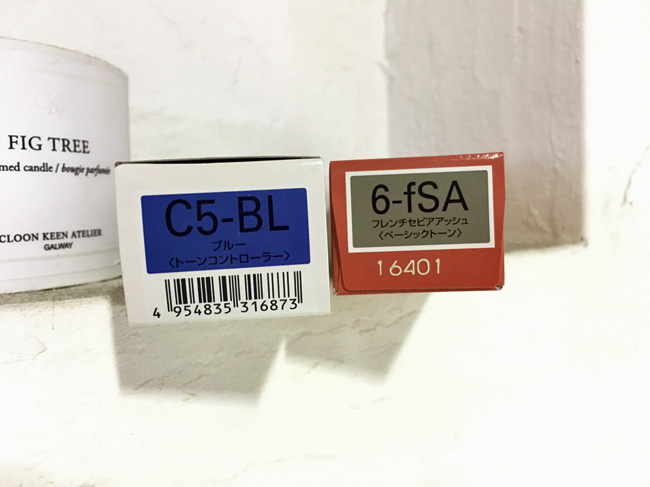 FIG TREE
med candle / bougie parfumée
CLOON KEEN ATELIER
GALWAY
C5-BL
ブルー
〈トーンコントローラー〉
4 954835 316873
6-fSA
フレンチセピアアッシュ
〈ベーシックトーン〉
16401